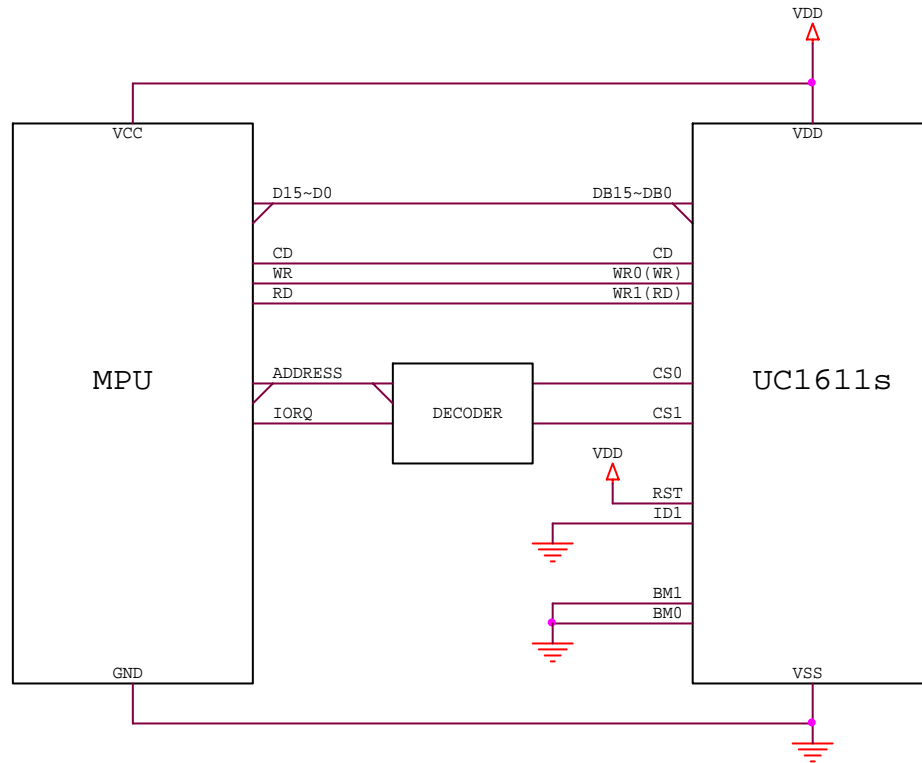 VDD
VCC
VDD
D15~D0
DB15~DB0
CD
CD
WR
WR0(WR)
RD
WR1(RD)
MPU
ADDRESS
DECODER
CS0
UC1611s
IORQ
CS1
VDD
RST
ID1
BM1
BM0
GND
VSS